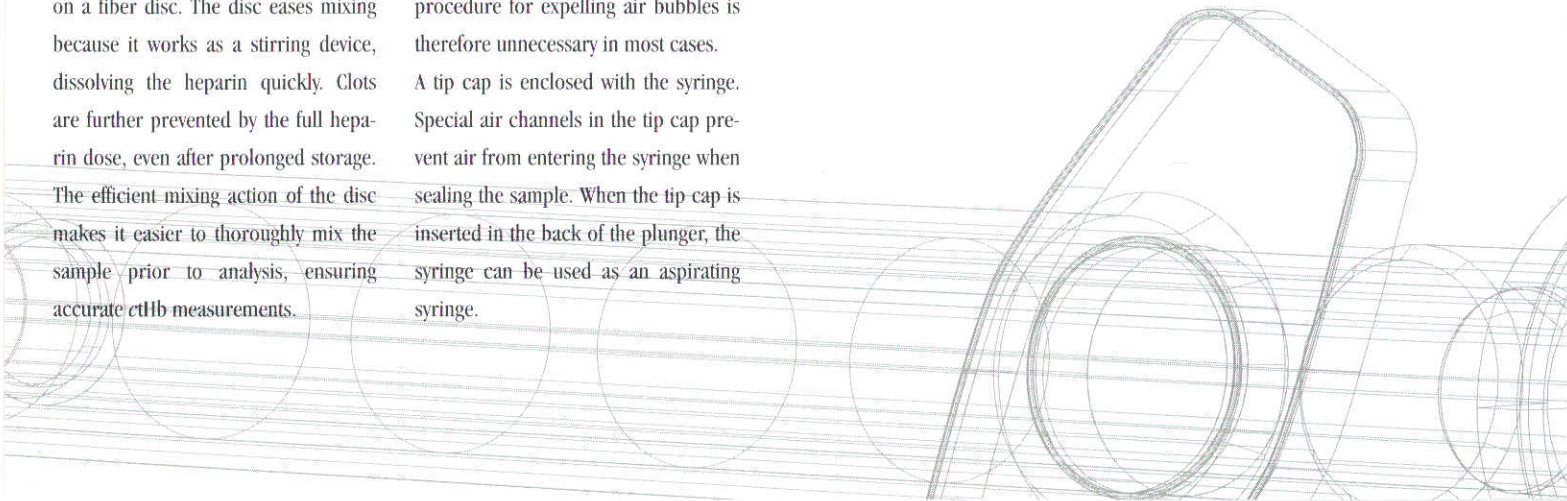 on a fiber disc. The disc eases mixing
because it works as a stirring device,
dissolving the heparin quickly. Clots
are further prevented by the full hepa-
rin dose, even after prolonged storage.
The efficient mixing action of the disc
makes it easier to thoroughly mix the
sample prior to analysis, ensuring
accurate ctHb measurements.
procedure for expelling air bubbles is
therefore unnecessary in most cases.
A tip cap is enclosed with the syringe.
Special air channels in the tip cap pre-
vent air from entering the syringe when
sealing the sample. When the tip cap is
inserted in the back of the plunger, the
syringe can be used as an aspirating
syringe.